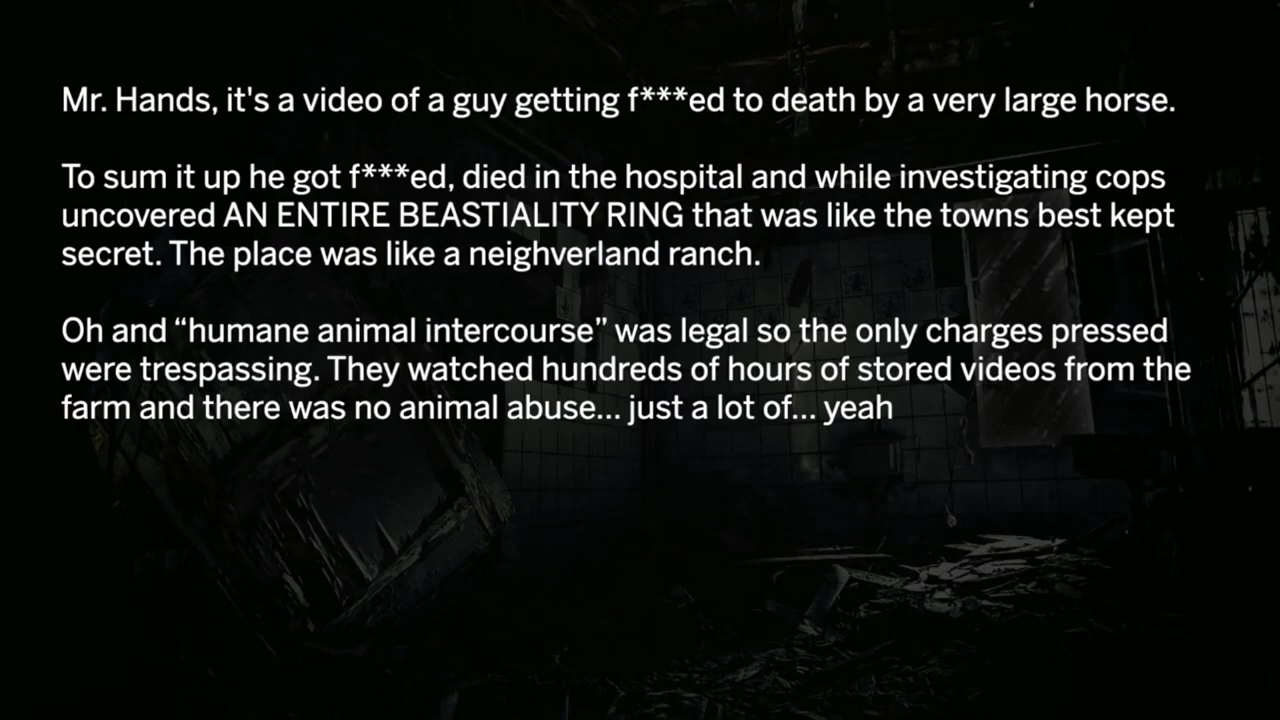 Mr. Hands, it's a video of a guy getting f***ed to death by a very large horse.
To sum it up he got f***ed, died in the hospital and while investigating cops
uncovered AN ENTIRE BEASTIALITY RING that was like the towns best kept
secret. The place was like a neighverland ranch.
Oh and “humane animal intercourse” was legal so the only charges pressed
were trespassing. They watched hundreds of hours of stored videos from the
farm and there was no animal abuse... just a lot of... yeah